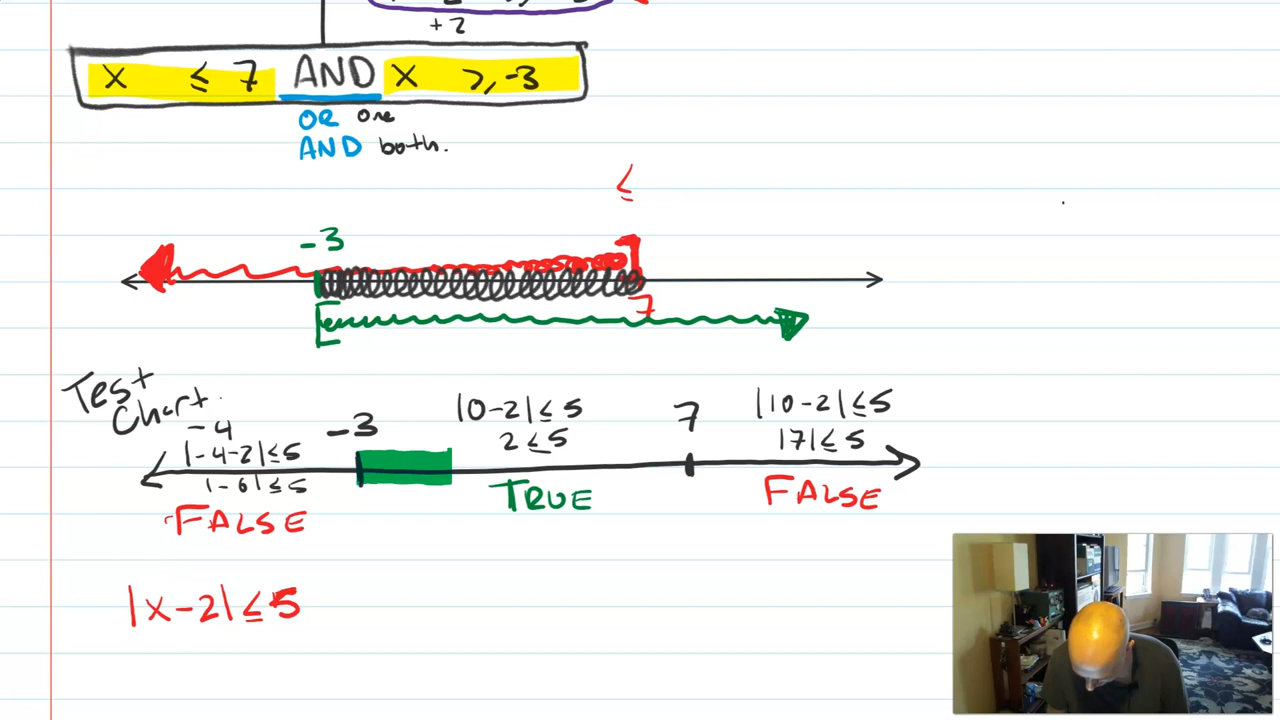 +2
X ≤ 7 AND X ≥ -3
OR one
AND both.
≤
-3
7
Test
Chart.
-4
|-4-2|≤5
|-6|≤5
FALSE
-3
|0-2|≤5
2≤5
TRUE
7
|10-2|≤5
|7|≤5
FALSE
|x-2|≤5